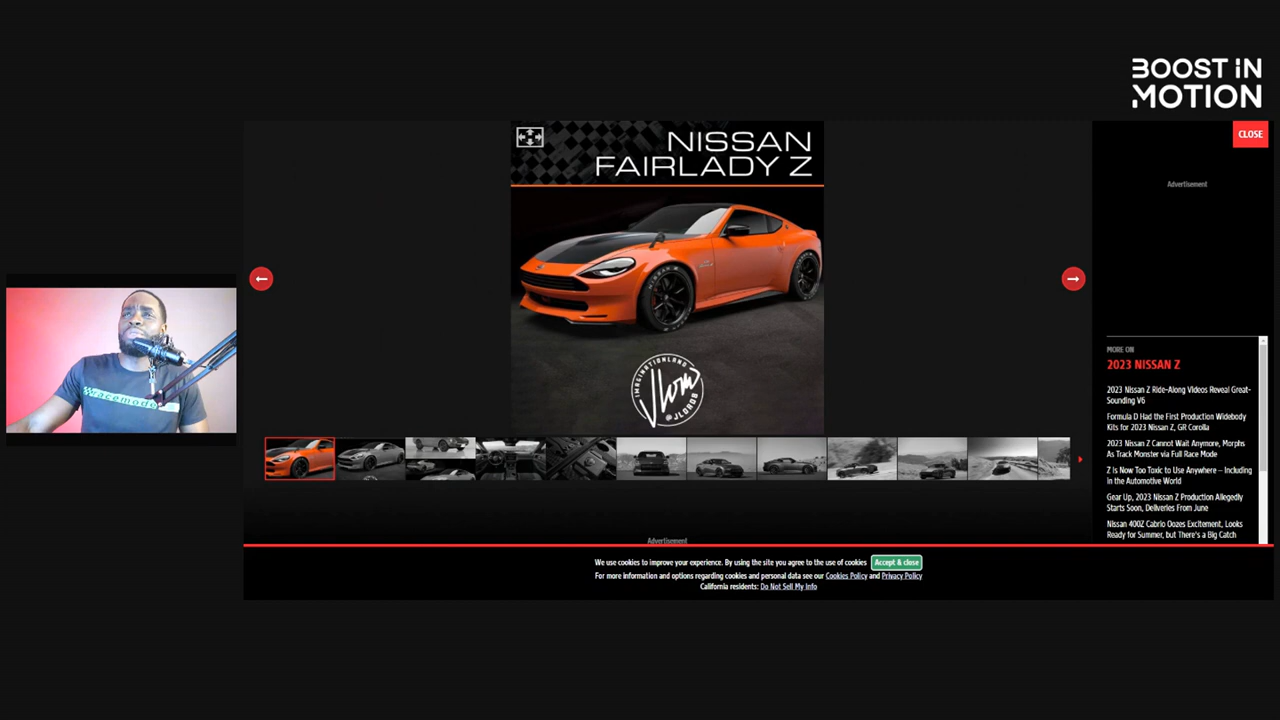 BOOST iN
MOTION
CLOSE
NISSAN
FAIRLADY Z
Advertisement
IMAGINATIONLAND
@JLORD8
racemode
MORE ON
2023 NISSAN Z
2023 Nissan Z Ride-Along Videos Reveal Great-
Sounding V6
Formula D Had the First Production Widebody
Kits for 2023 Nissan Z, GR Corolla
2023 Nissan Z Cannot Wait Anymore, Morphs
As Track Monster via Full Race Mode
Z Is Now Too Toxic to Use Anywhere – Including
in the Automotive World
Gear Up, 2023 Nissan Z Production Allegedly
Starts Soon, Deliveries From June
Nissan 400Z Cabrio Oozes Excitement, Looks
Ready for Summer, but There's a Big Catch
Advertisement
We use cookies to improve your experience. By using the site you agree to the use of cookies Accept & close
For more information and options regarding cookies and personal data see our Cookies Policy and Privacy Policy
California residents: Do Not Sell My Info